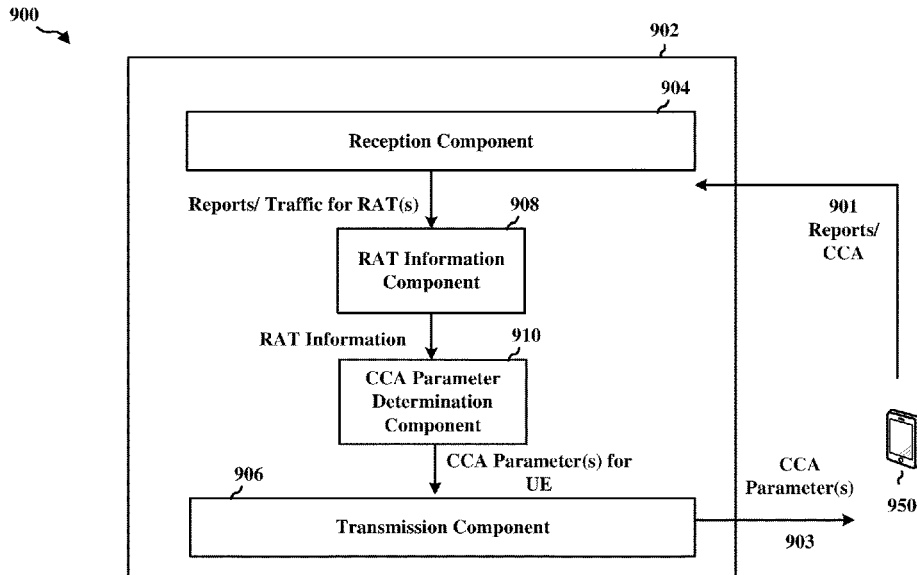 900
902
904
Reception Component
Reports/ Traffic for RAT(s)
908
901
Reports/
CCA
RAT Information
Component
RAT Information
910
CCA Parameter
Determination
Component
906
CCA Parameter(s) for
UE
CCA
Parameter(s)
950
Transmission Component
903